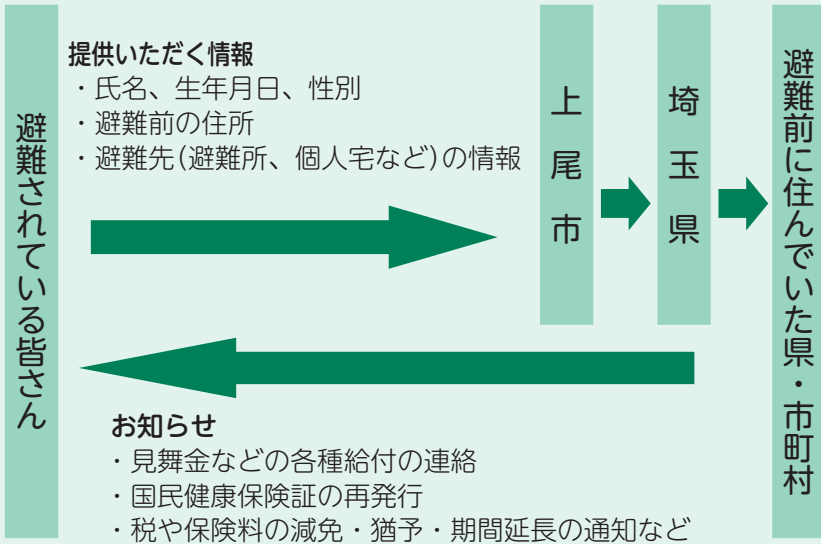 避難されている皆さん
提供いただく情報
・氏名、生年月日、性別
・避難前の住所
・避難先(避難所、個人宅など)の情報
上尾市
埼玉県
避難前に住んでいた県・市町村
お知らせ
・見舞金などの各種給付の連絡
・国民健康保険証の再発行
・税や保険料の減免・猶予・期間延長の通知など